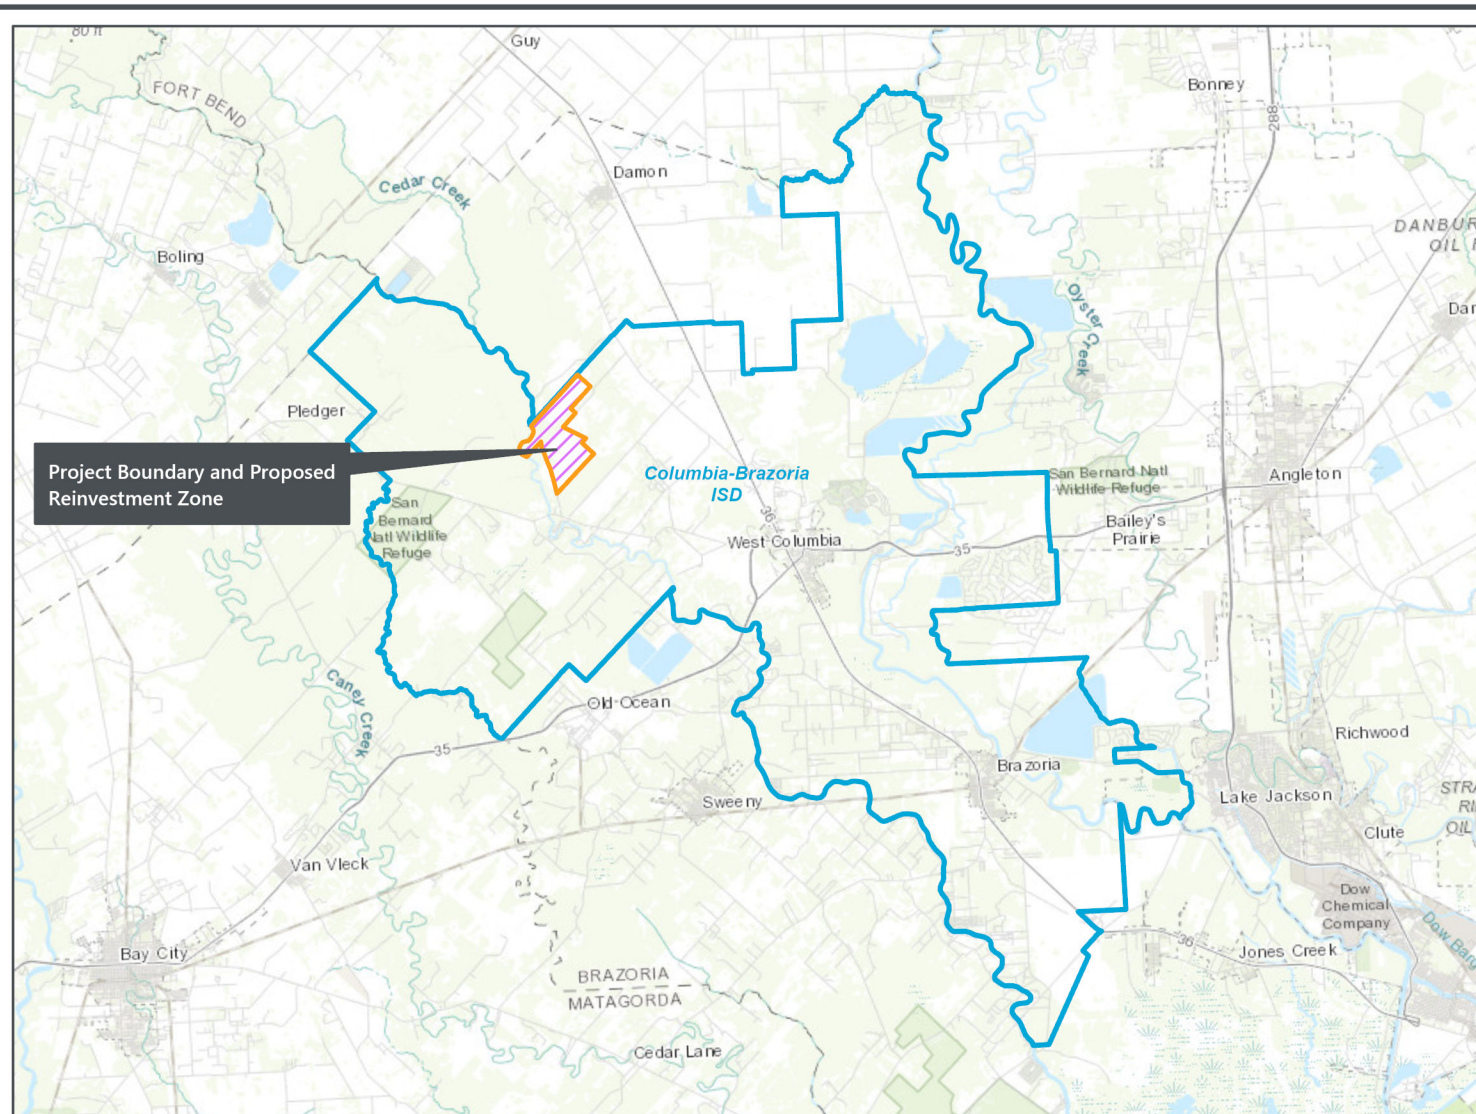 80 ft
Guy
Bonney
FORT BEND
288
Damon
Cedar Creek
DANBUR
OIL
Boling
Oyster
Creek
Dar
Pledger
Project Boundary and Proposed
Reinvestment Zone
Columbia-Brazoria
ISD
San Bernard Natl
Wildlife Refuge
Angleton
San
Bernard
Natl Wildlife
Refuge
36
Bailey's
Prairie
West Columbia
35
Caney Creek
Old Ocean
35
Richwood
Brazoria
Sweeny
Lake Jackson
STRA
RI
OIL
Clute
Van Vleck
Dow
Chemical
Company
Dow Bar
36
Bay City
Jones Creek
BRAZORIA
MATAGORDA
Cedar Lane